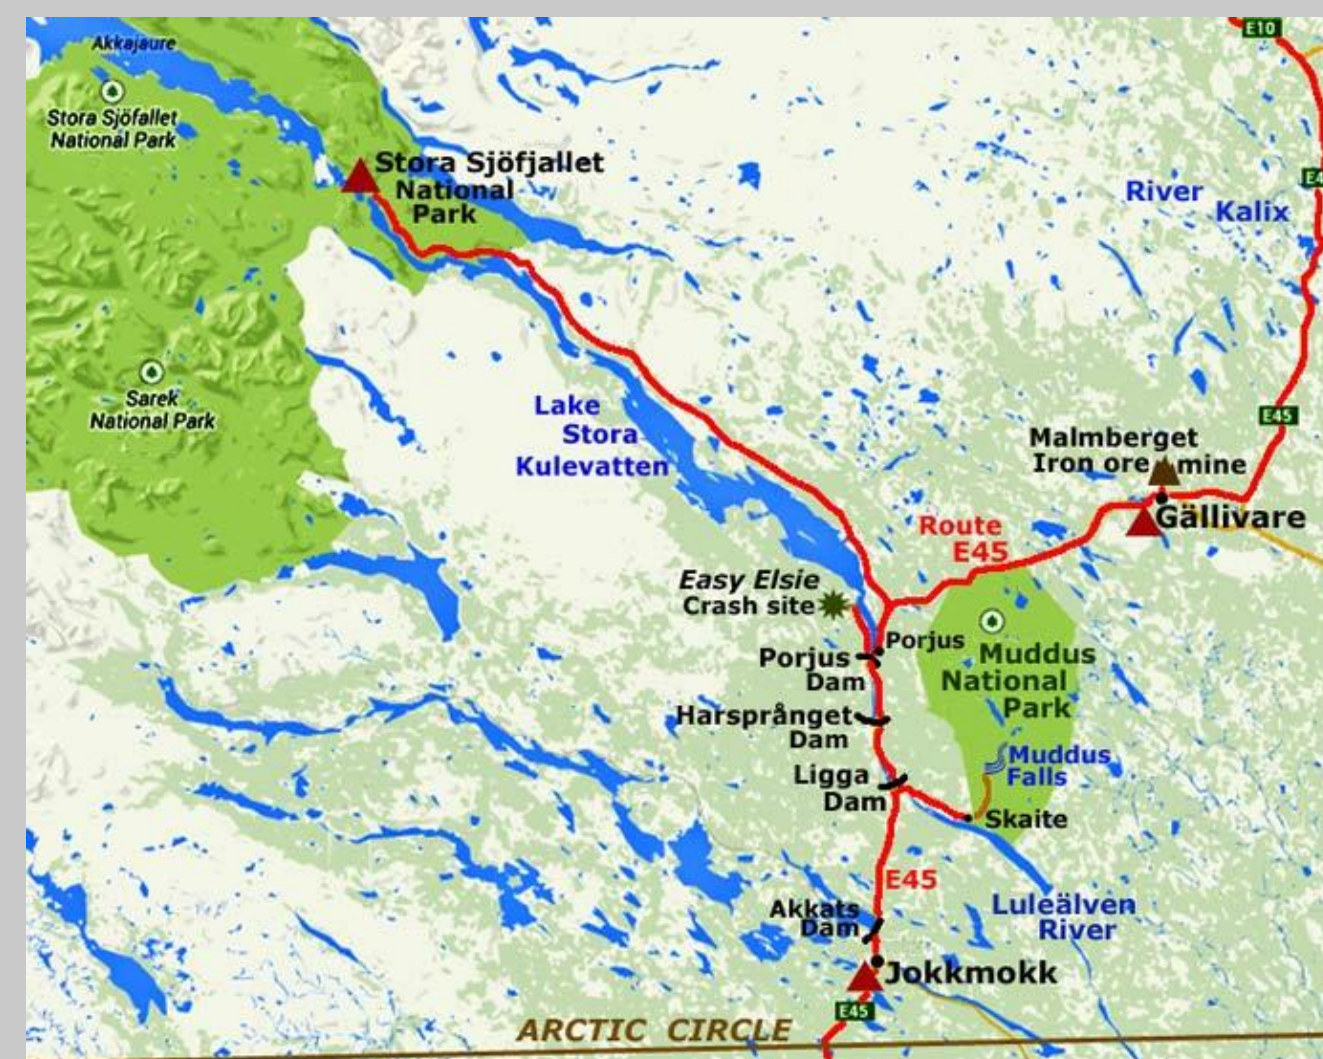 E10
Akkajaure
Stora Sjöfallet
National Park
Stora Sjöfjallet
National
Park
River
Kalix
Sarek
National Park
Lake
Stora
Kulevatten
E45
Malmberget
Iron ore mine
Gällivare
Route
E45
Easy Elsie
Crash site
Porjus
Porjus
Dam
Muddus
National
Park
Harsprånget
Dam
Muddus
Falls
Ligga
Dam
Skaite
E45
Akkats
Dam
Luleälven
River
Jokkmokk
E45
ARCTIC CIRCLE